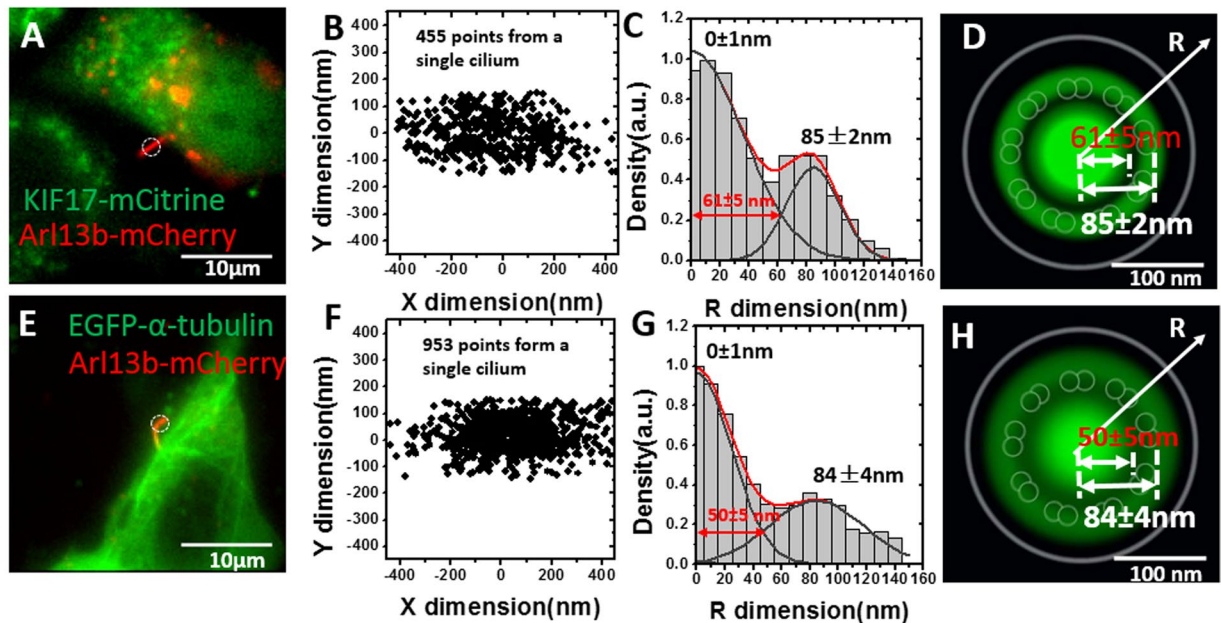 A
KIF17-mCitrine
Arl13b-mCherry
10μm
B
455 points from a
single cilium
400
300
200
100
0
-100
-200
-300
-400
Y dimension(nm)
-400 -200 0 200 400
X dimension(nm)
C
0±1nm
85±2nm
61±5 nm
1.2
1.0
0.8
0.6
0.4
0.2
0.0
Density(a.u.)
0 20 40 60 80 100 120 140 160
R dimension(nm)
D
R
61±5nm
85±2nm
100 nm
E
EGFP-α-tubulin
Arl13b-mCherry
10μm
F
953 points form a
single cilium
400
300
200
100
0
-100
-200
-300
-400
Y dimension(nm)
-400 -200 0 200 400
X dimension(nm)
G
0±1nm
84±4nm
50±5 nm
1.2
1.0
0.8
0.6
0.4
0.2
0.0
Density(a.u.)
0 20 40 60 80 100 120 140 160
R dimension(nm)
H
R
50±5nm
84±4nm
100 nm